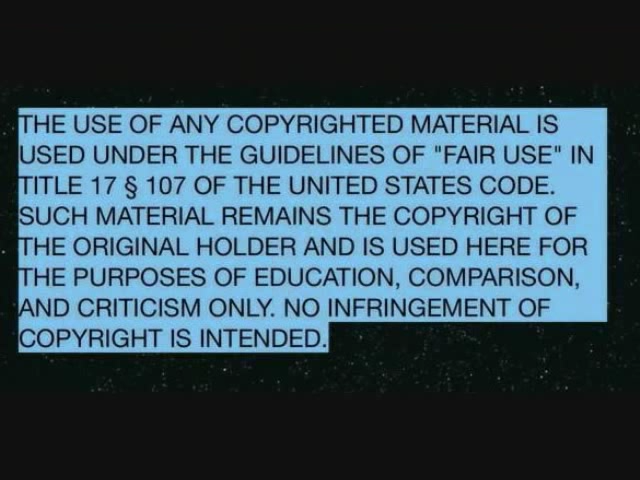 THE USE OF ANY COPYRIGHTED MATERIAL IS
USED UNDER THE GUIDELINES OF "FAIR USE" IN
TITLE 17 § 107 OF THE UNITED STATES CODE.
SUCH MATERIAL REMAINS THE COPYRIGHT OF
THE ORIGINAL HOLDER AND IS USED HERE FOR
THE PURPOSES OF EDUCATION, COMPARISON,
AND CRITICISM ONLY. NO INFRINGEMENT OF
COPYRIGHT IS INTENDED.